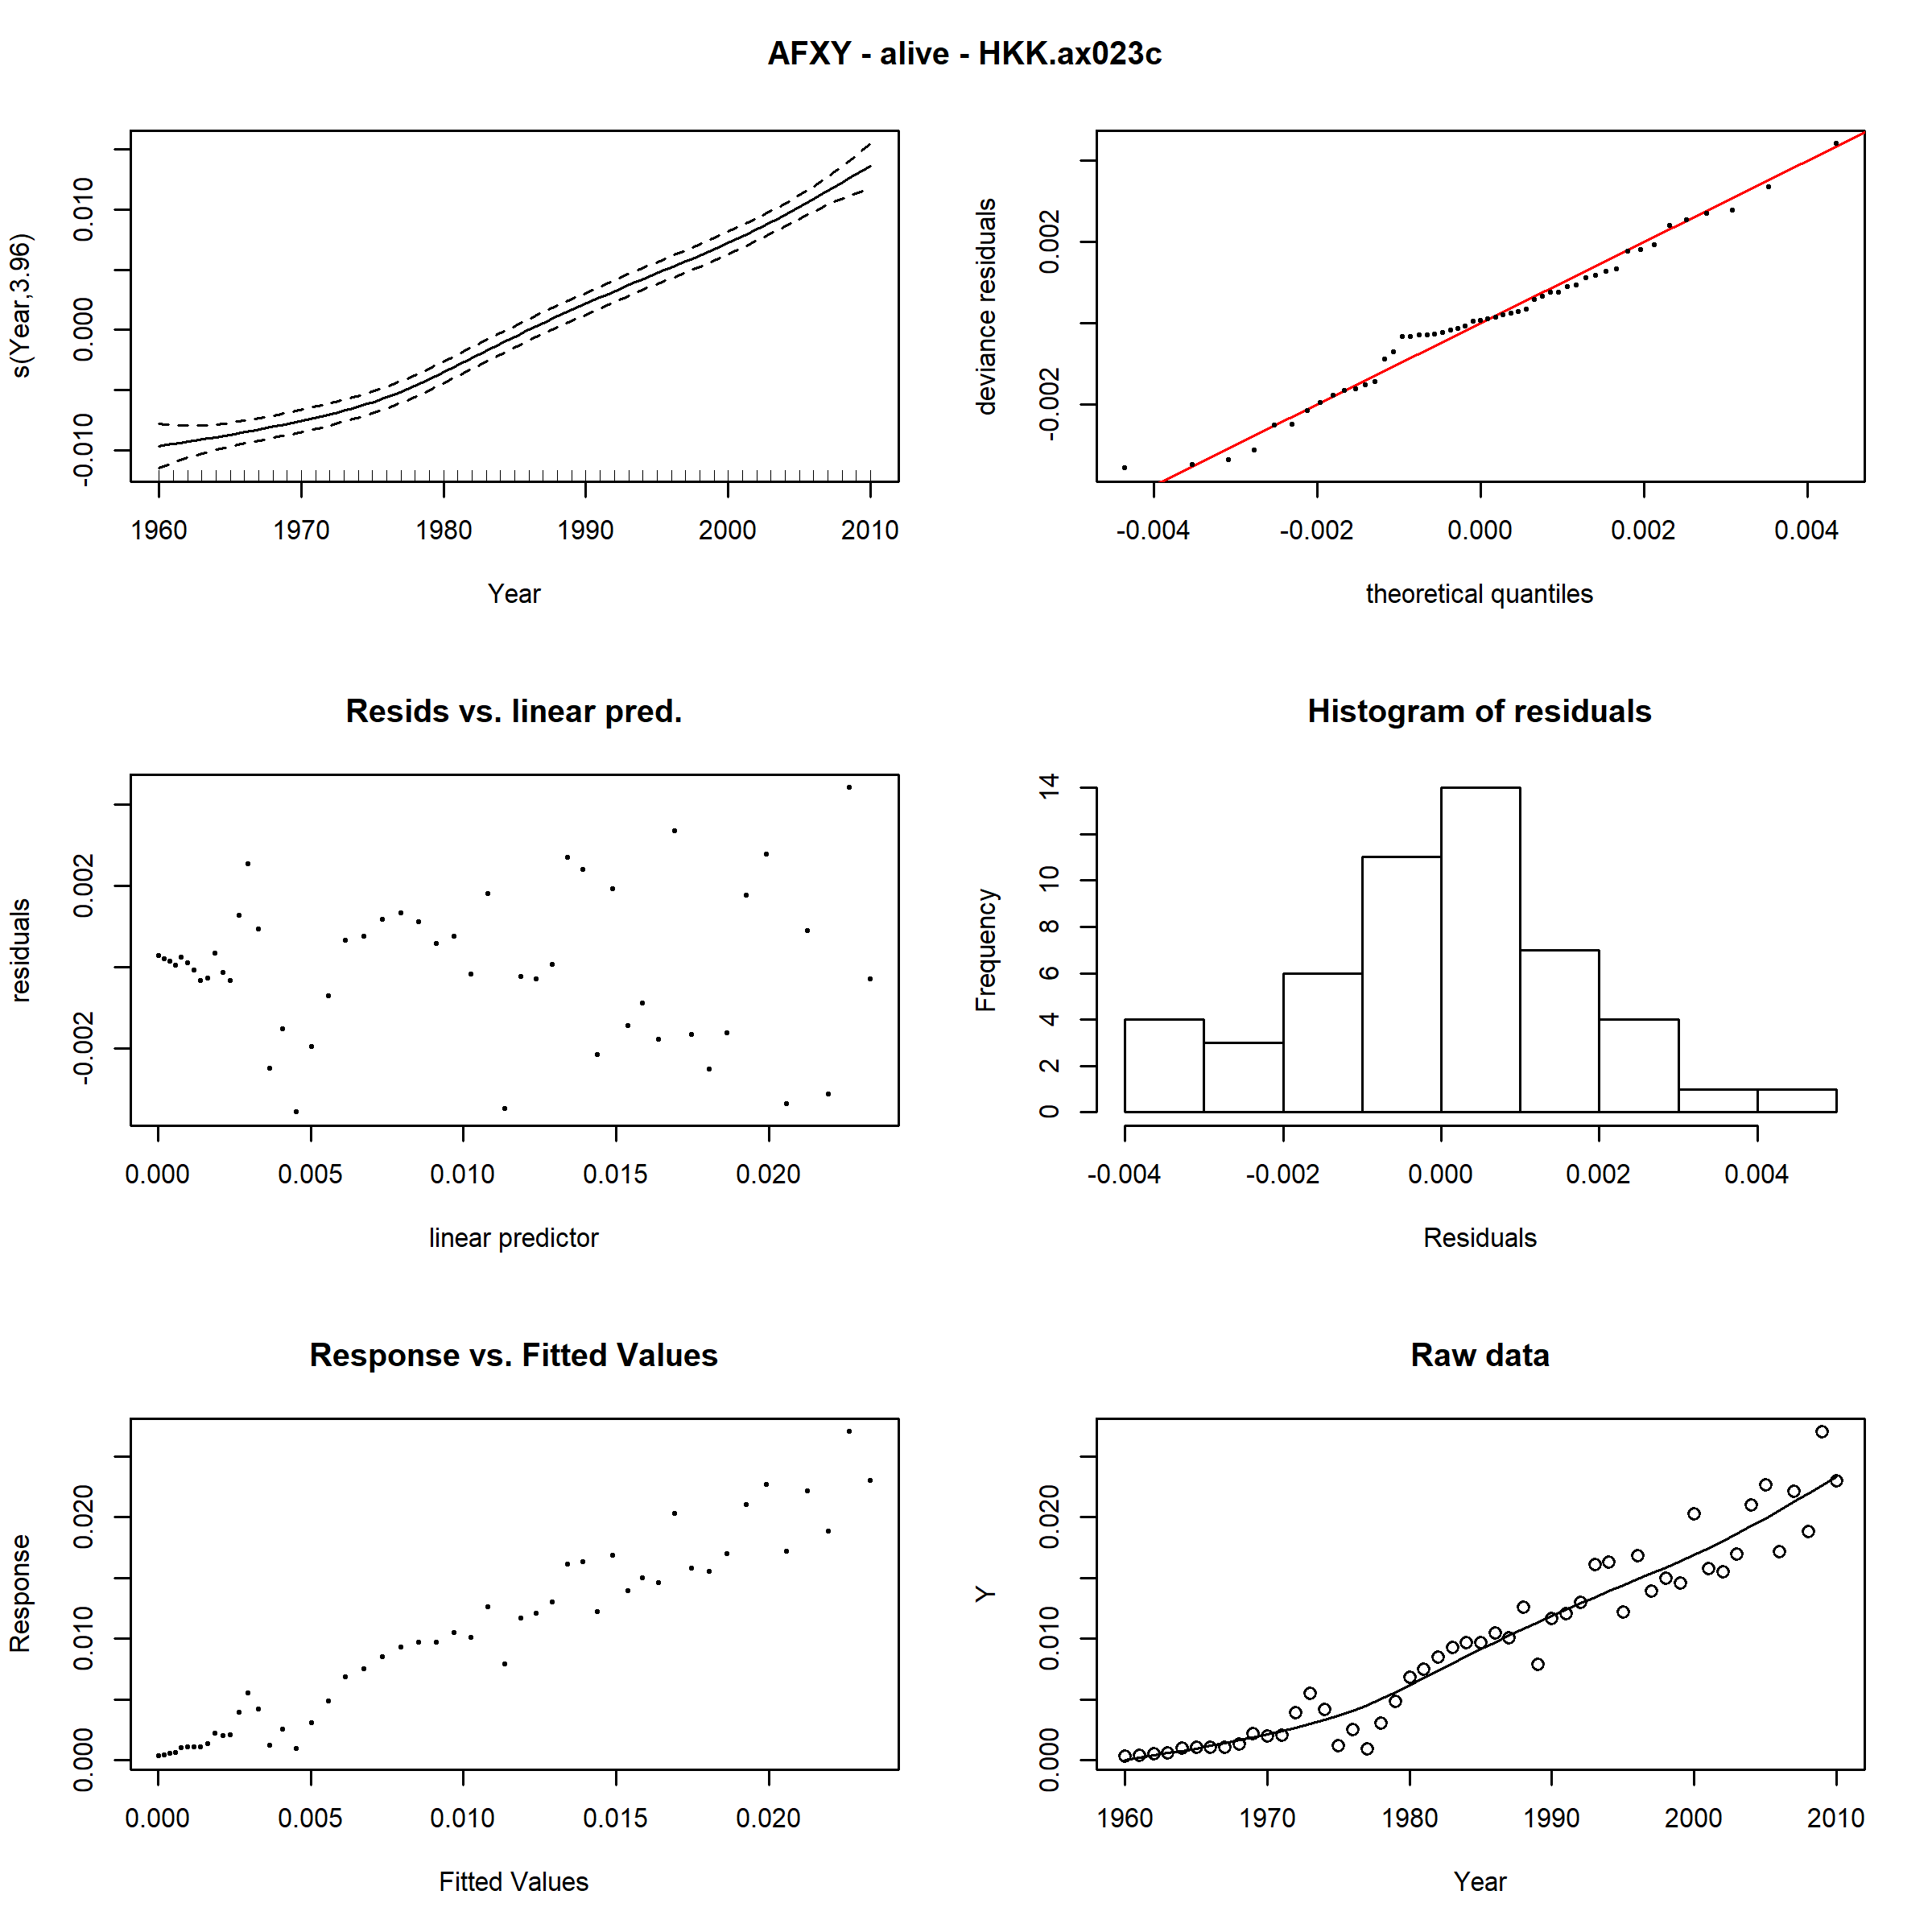 AFXY - alive - HKK.ax023c
s(Year,3.96)
-0.010 0.000 0.010
1960 1970 1980 1990 2000 2010
Year
deviance residuals
-0.002 0.002
-0.004 -0.002 0.000 0.002 0.004
theoretical quantiles
Resids vs. linear pred.
residuals
-0.002 0.002
0.000 0.005 0.010 0.015 0.020
linear predictor
Histogram of residuals
Frequency
0 2 4 6 8 10 14
-0.004 -0.002 0.000 0.002 0.004
Residuals
Response vs. Fitted Values
Response
0.000 0.010 0.020
0.000 0.005 0.010 0.015 0.020
Fitted Values
Raw data
Y
0.000 0.010 0.020
1960 1970 1980 1990 2000 2010
Year